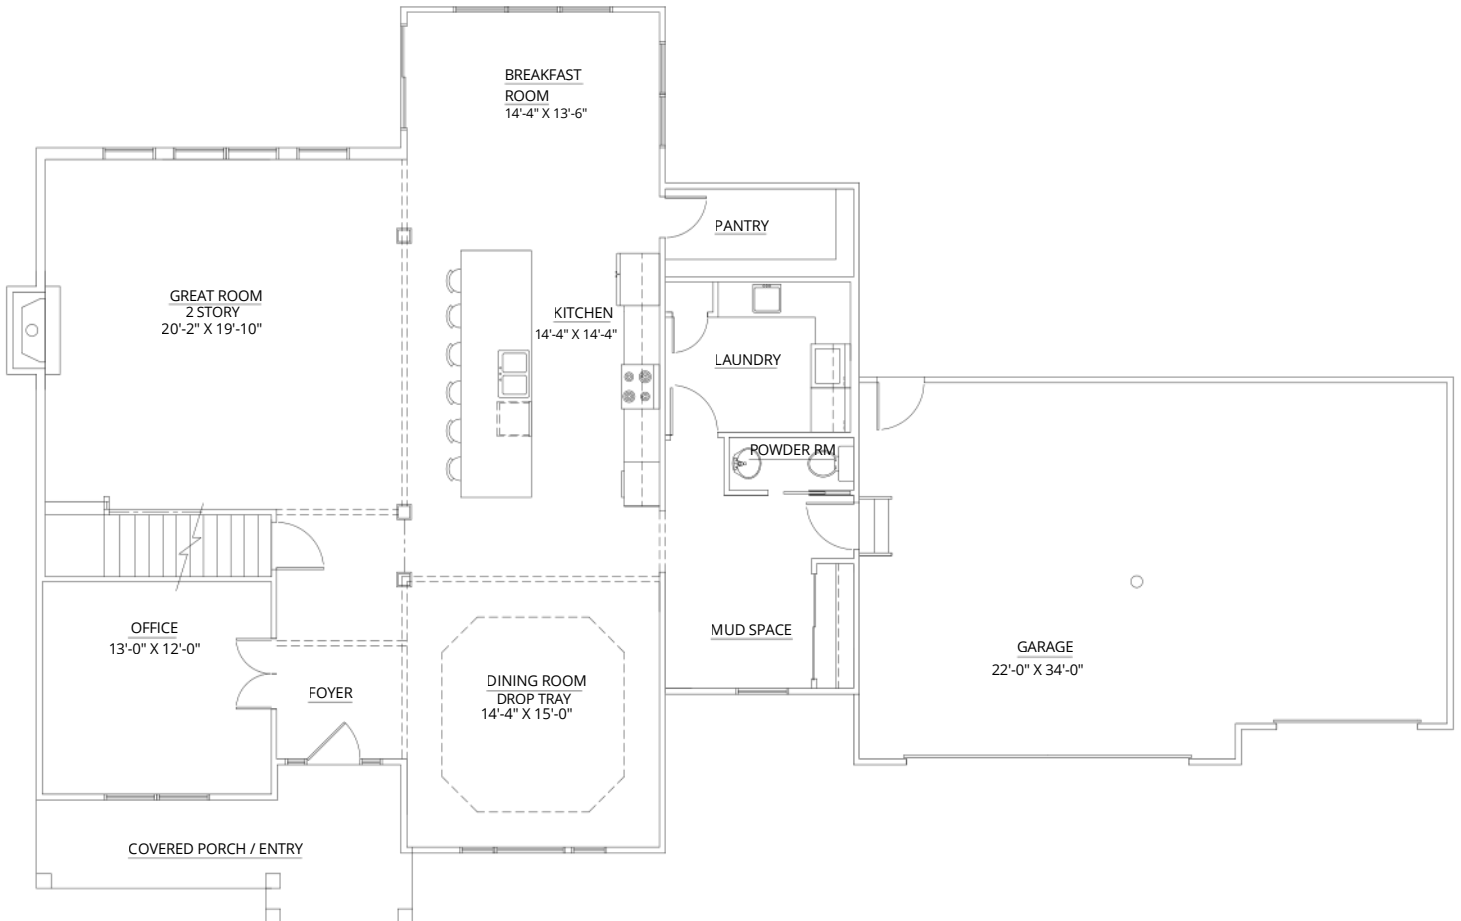 BREAKFAST
ROOM
14'-4" X 13'-6"
PANTRY
GREAT ROOM
2 STORY
20'-2" X 19'-10"
KITCHEN
14'-4" X 14'-4"
LAUNDRY
POWDER RM
OFFICE
13'-0" X 12'-0"
MUD SPACE
GARAGE
22'-0" X 34'-0"
FOYER
DINING ROOM
DROP TRAY
14'-4" X 15'-0"
COVERED PORCH / ENTRY